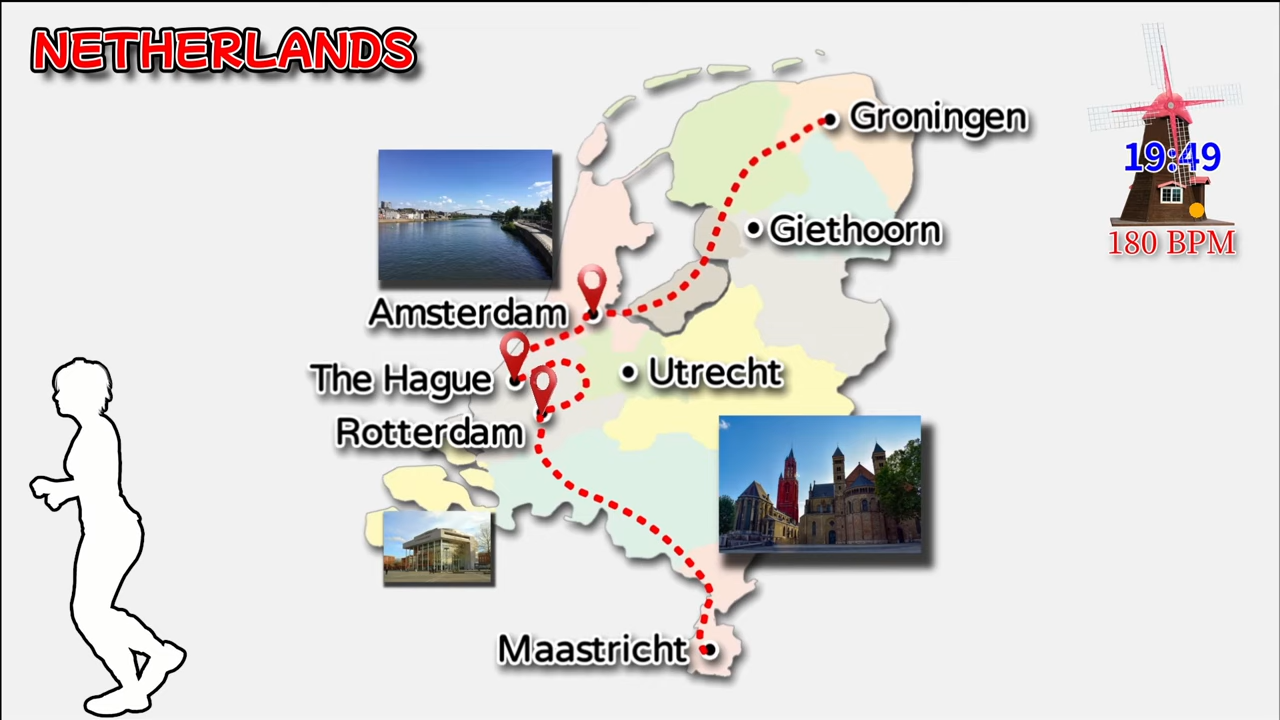 NETHERLANDS
Groningen
19:49
180 BPM
Giethoorn
Amsterdam
The Hague
Utrecht
Rotterdam
Maastricht